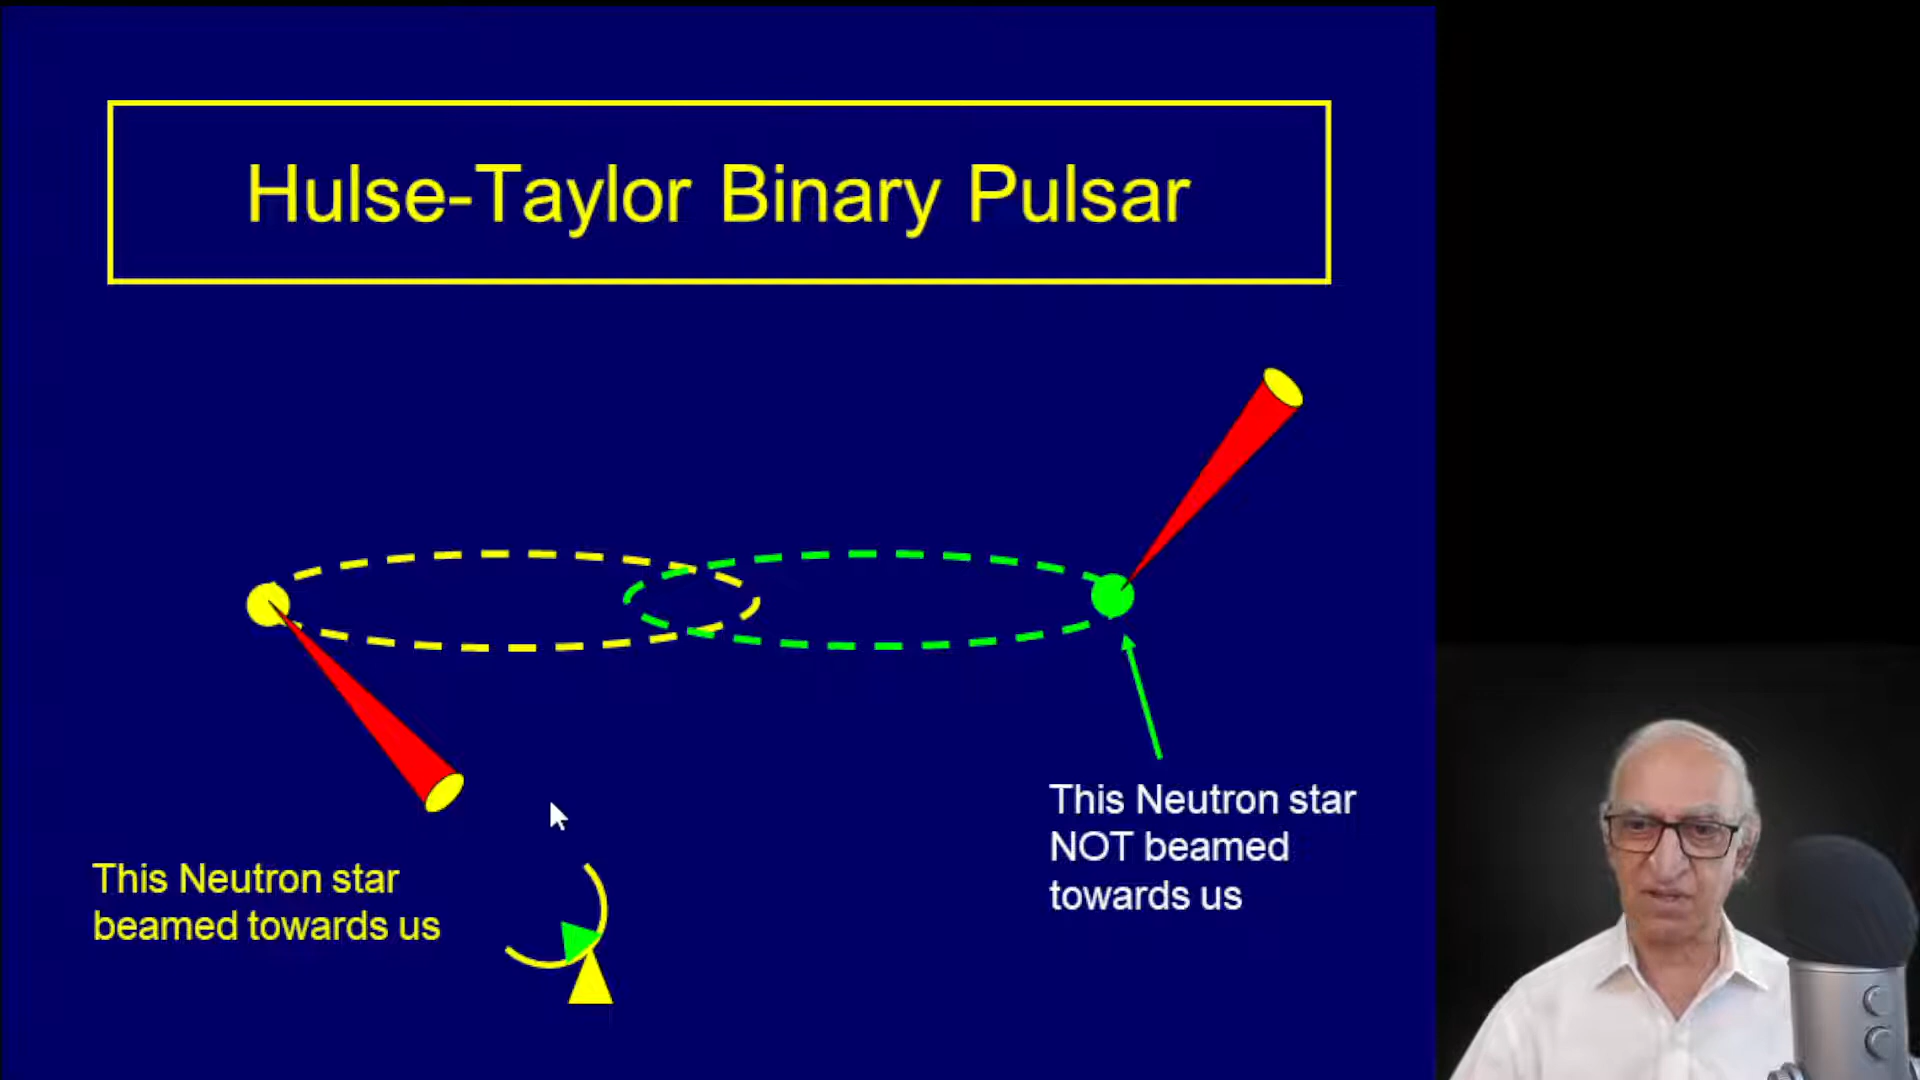 Hulse-Taylor Binary Pulsar
This Neutron star
beamed towards us
This Neutron star
NOT beamed
towards us